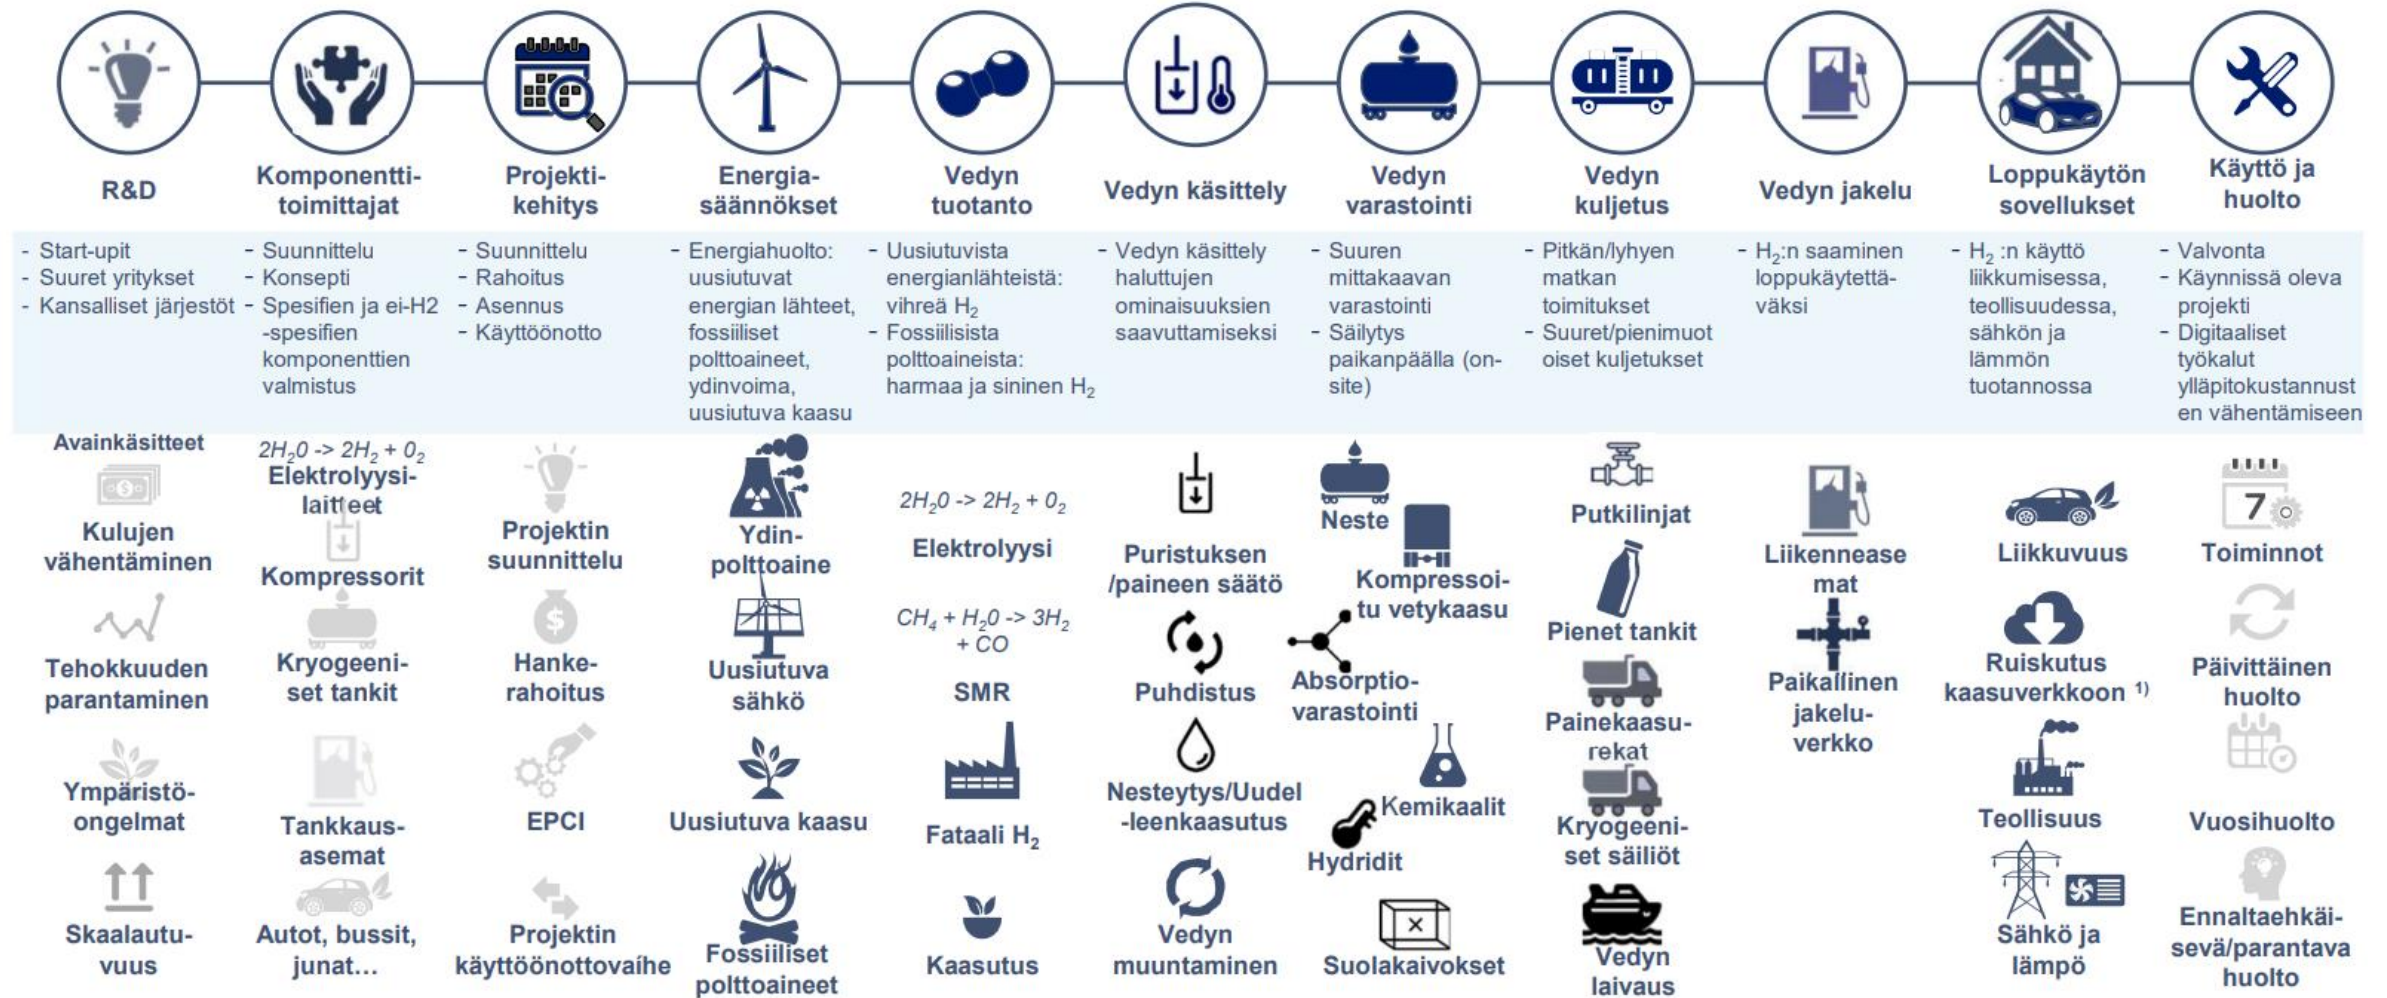 R&D
Komponentti-
toimittajat
Projekti-
kehitys
Energia-
säännökset
Vedyn
tuotanto
Vedyn käsittely
Vedyn
varastointi
Vedyn
kuljetus
Vedyn jakelu
Loppukäytön
sovellukset
Käyttö ja
huolto
- Start-upit
- Suuret yritykset
- Kansalliset järjestöt
- Suunnittelu
- Konsepti
- Spesifien ja ei-H2
-spesifien
komponenttien
valmistus
- Suunnittelu
- Rahoitus
- Asennus
- Käyttöönotto
- Energiahuolto:
uusiutuvat
energian lähteet,
fossiiliset
polttoaineet,
ydinvoima,
uusiutuva kaasu
- Uusiutuvista
energianlähteistä:
vihreä H₂
- Fossiilisista
polttoaineista:
harmaa ja sininen H₂
- Vedyn käsittely
haluttujen
ominaisuuksien
saavuttamiseksi
- Suuren
mittakaavan
varastointi
- Säilytys
paikanpäällä (on-
site)
- Pitkän/lyhyen
matkan
toimitukset
- Suuret/pienimuot
oiset kuljetukset
- H₂:n saaminen
loppukäytettä-
väksi
- H₂ :n käyttö
liikkumisessa,
teollisuudessa,
sähkön ja
lämmön
tuotannossa
- Valvonta
- Käynnissä oleva
projekti
- Digitaaliset
työkalut
ylläpitokustannust
en vähentämiseen
Avainkäsitteet
Kulujen
vähentäminen
Tehokkuuden
parantaminen
Ympäristö-
ongelmat
Skaalautu-
vuus
2H₂0 -> 2H₂ + 0₂
Elektrolyysi-
laitteet
Kompressorit
Kryogeeni-
set tankit
Tankkaus-
asemat
Autot, bussit,
junat...
Projektin
suunnittelu
Hanke-
rahoitus
EPCI
Projektin
käyttöönottovaihe
Ydin-
polttoaine
Uusiutuva
sähkö
Uusiutuva kaasu
Fossiiliset
polttoaineet
2H₂0 -> 2H₂ + 0₂
Elektrolyysi
CH₄ + H₂0 -> 3H₂
+ CO
SMR
Fataali H₂
Kaasutus
Puristuksen
/paineen säätö
Puhdistus
Nesteytys/Uudel
-leenkaasutus
Vedyn
muuntaminen
Neste
Kompressoi-
tu vetykaasu
Absorptio-
varastointi
Kemikaalit
Hydridit
Suolakaivokset
Putkilinjat
Pienet tankit
Painekaasu-
rekat
Kryogeeni-
set säiliöt
Vedyn
laivaus
Liikennease
mat
Paikallinen
jakelu-
verkko
Liikkuvuus
Ruiskutus
kaasuverkkoon ¹⁾
Teollisuus
Sähkö ja
lämpö
7
Toiminnot
Päivittäinen
huolto
Vuosihuolto
Ennaltaehkäi-
sevä/parantava
huolto